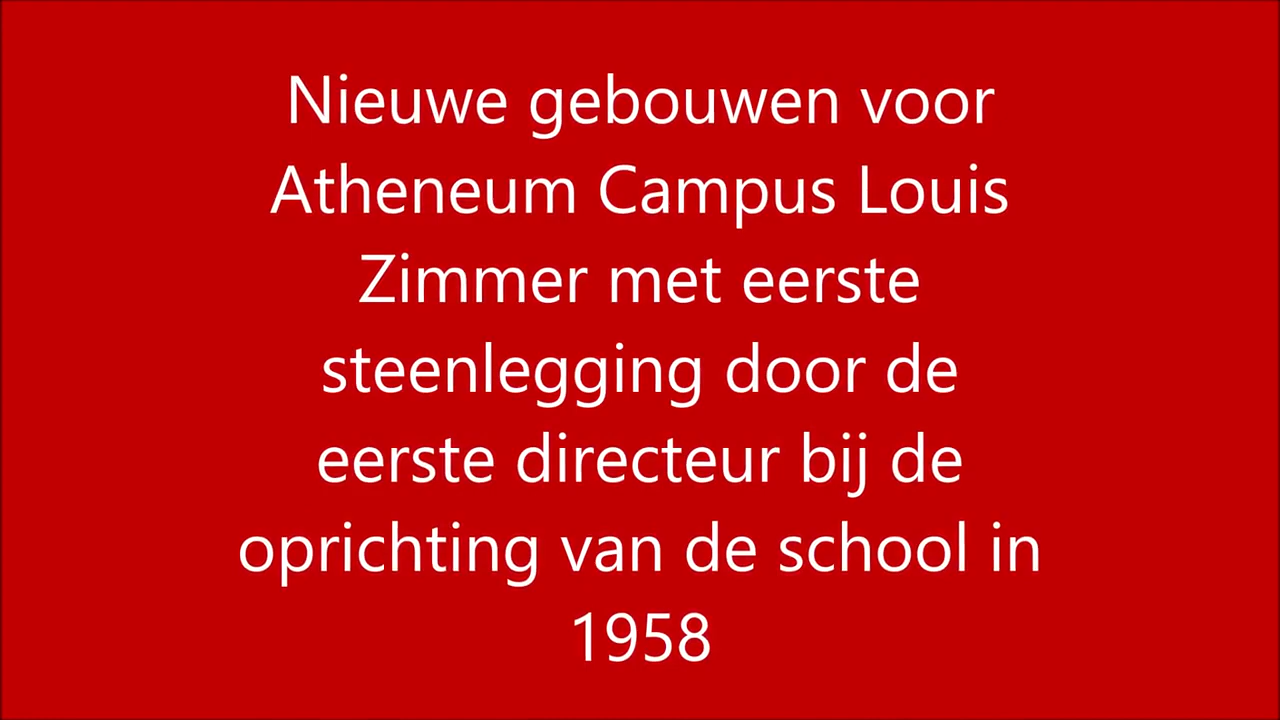 Nieuwe gebouwen voor
Atheneum Campus Louis
Zimmer met eerste
steenlegging door de
eerste directeur bij de
oprichting van de school in
1958